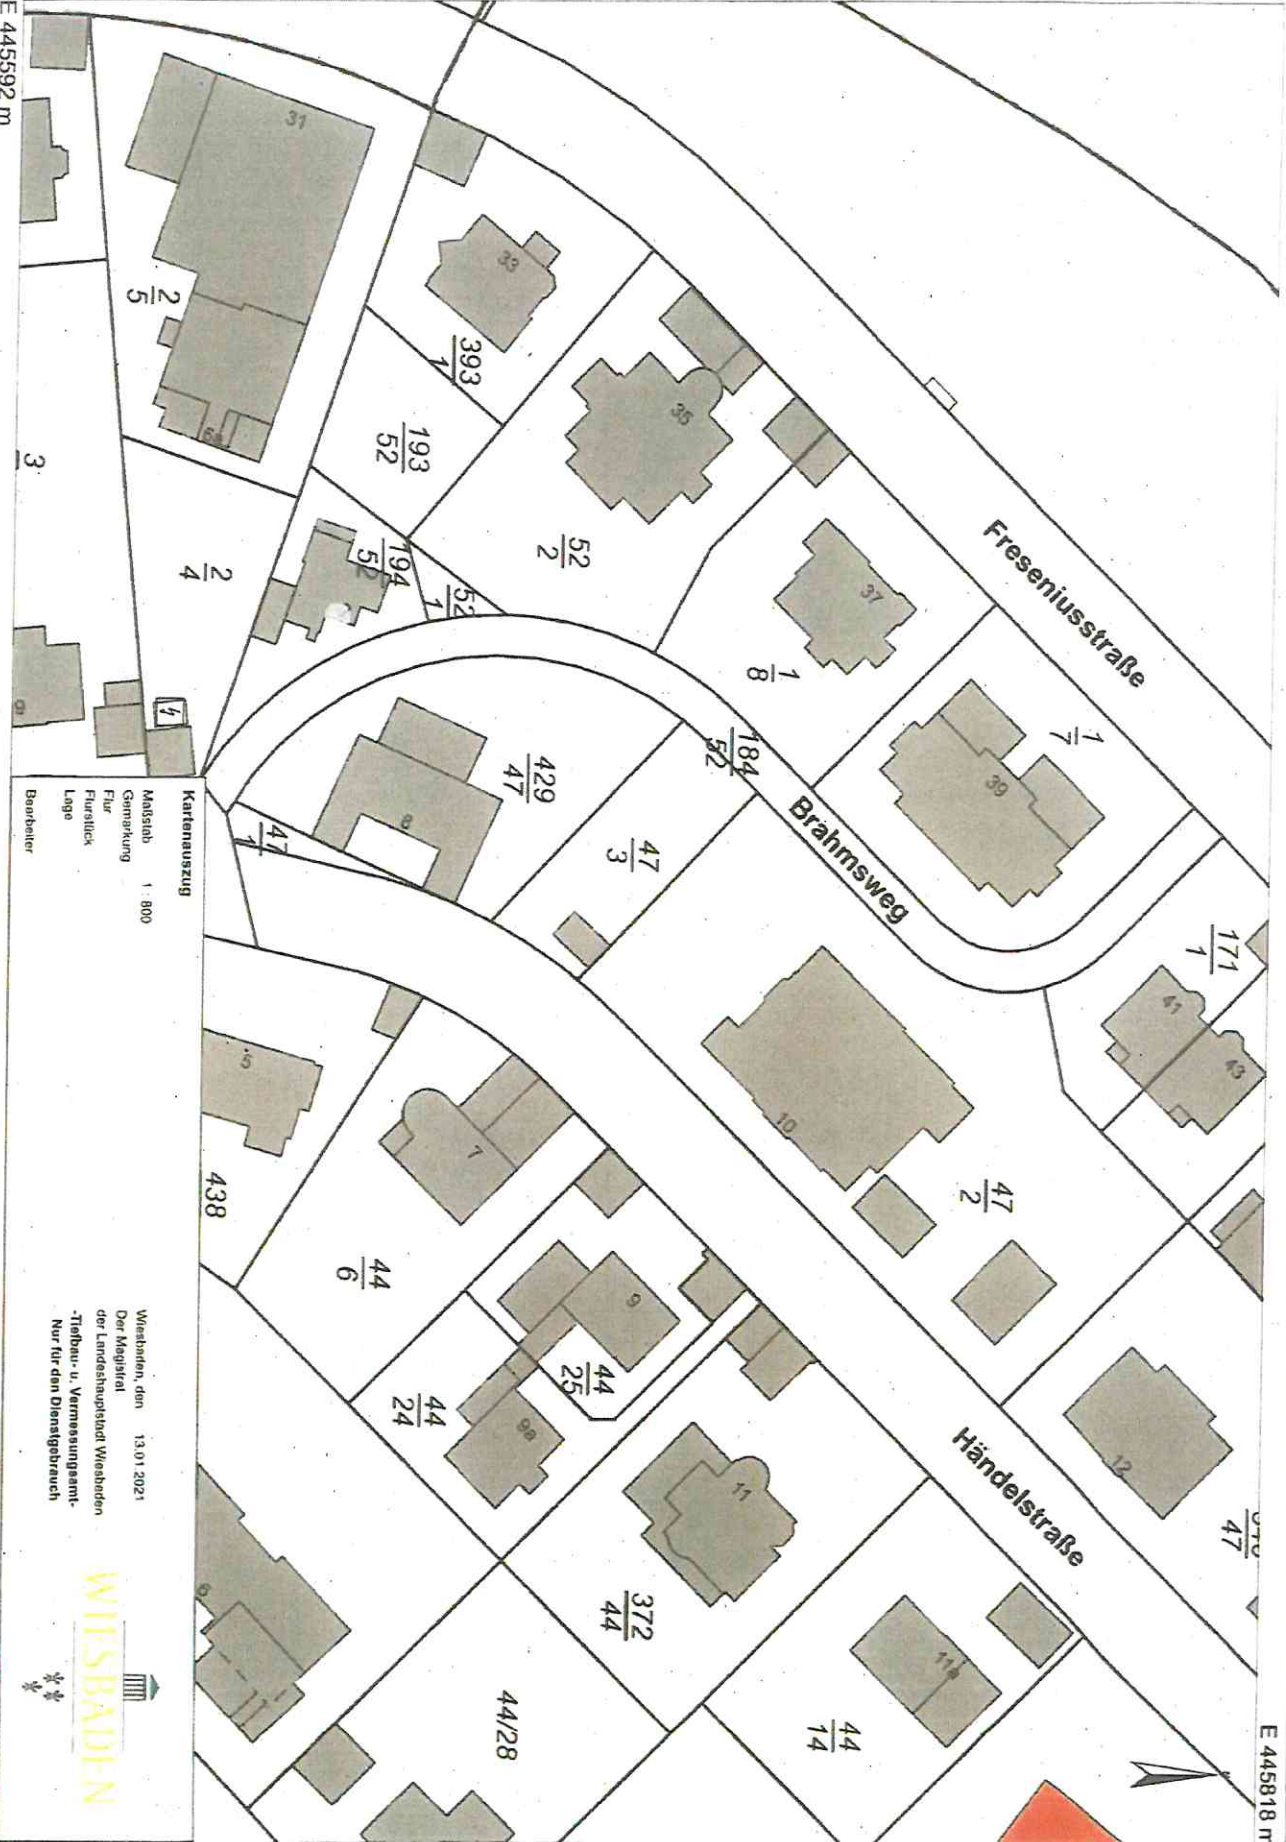 E 445592 m
E 445818 m
31
2
5
33
393
1
193
52
35
52
2
194
52
52
1
6a
3
2
4
37
1
8
Freseniusstraße
1
7
39
184
52
Brahmsweg
429
47
8
47
3
47
1
171
1
41
43
10
47
2
5
438
7
44
6
9
44
25
44
24
9a
12
47
Händelstraße
11
372
44
11a
44
14
44/28
6
9
Kartenauszug
Maßstab 1 : 800
Gemarkung
Flur
Flurstück
Lage
Bearbeiter
Wiesbaden, den 13.01.2021
Der Magistrat
der Landeshauptstadt Wiesbaden
-Tiefbau- u. Vermessungsamt-
Nur für den Dienstgebrauch
WIESBADEN